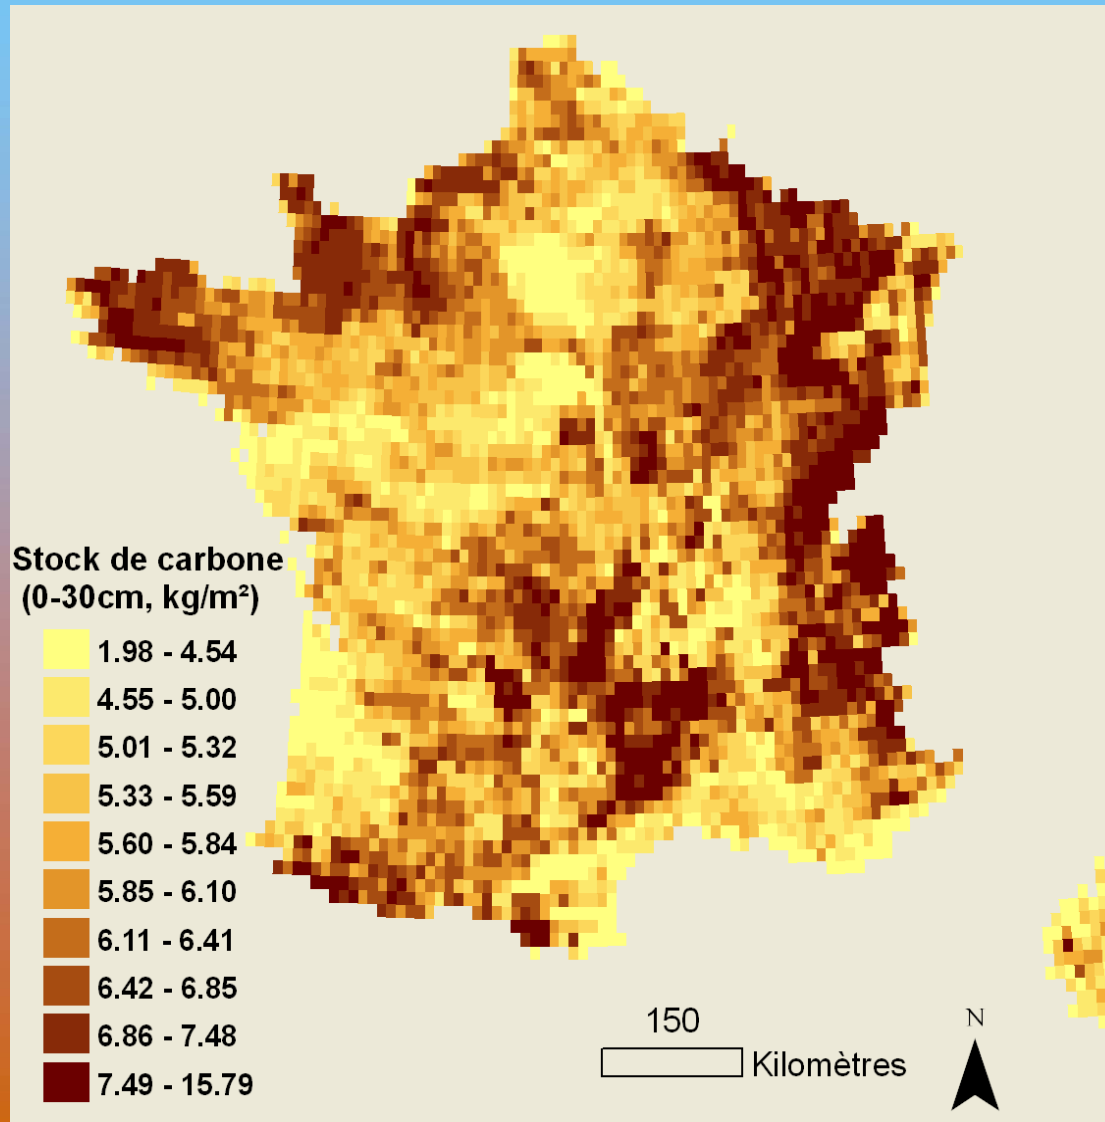 Stock de carbone
(0-30cm, kg/m²)
1.98 - 4.54
4.55 - 5.00
5.01 - 5.32
5.33 - 5.59
5.60 - 5.84
5.85 - 6.10
6.11 - 6.41
6.42 - 6.85
6.86 - 7.48
7.49 - 15.79
150
Kilomètres
N